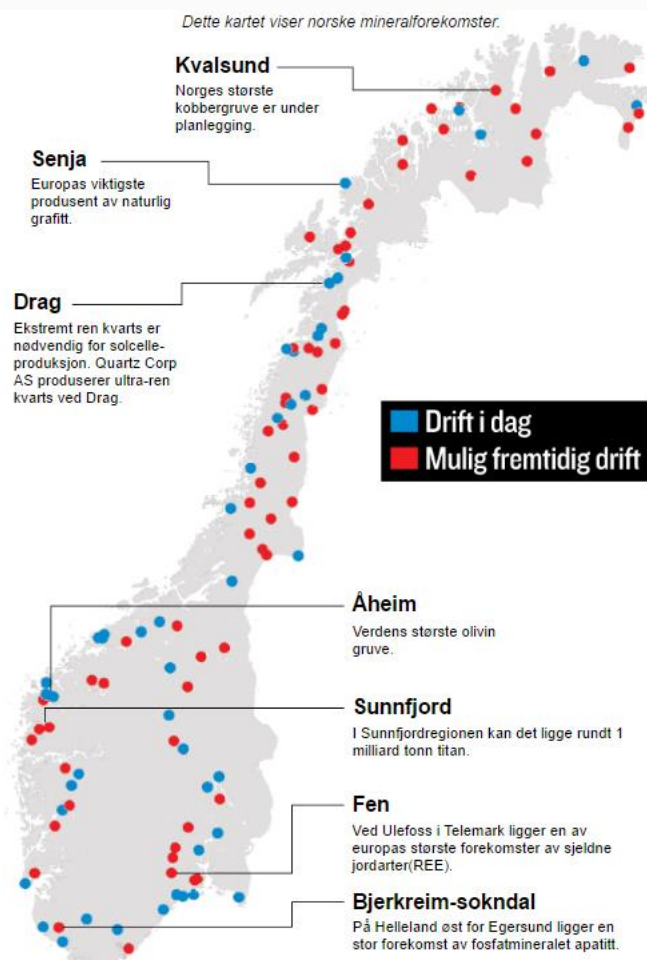 Dette kartet viser norske mineralforekomster.
Kvalsund
Norges største
kobbergruve er under
planlegging.
Senja
Europas viktigste
produsent av naturlig
grafitt.
Drag
Ekstremt ren kvarts er
nødvendig for solcelle-
produksjon. Quartz Corp
AS produserer ultra-ren
kvarts ved Drag.
Drift i dag
Mulig fremtidig drift
Åheim
Verdens største olivin
gruve.
Sunnfjord
I Sunnfjordregionen kan det ligge rundt 1
milliard tonn titan.
Fen
Ved Ulefoss i Telemark ligger en av
europas største forekomster av sjeldne
jordarter(REE).
Bjerkreim-sokndal
På Helleland øst for Egersund ligger en
stor forekomst av fosfatmineralet apatitt.